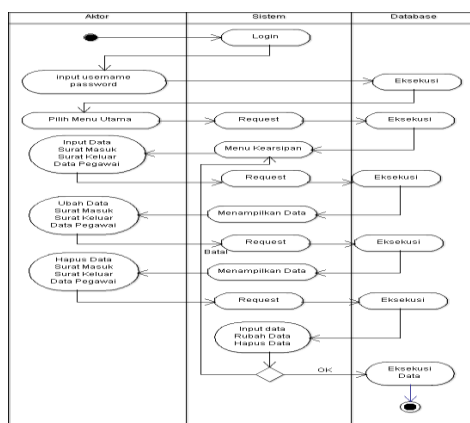 Aktor
Sistem
Database
Login
input username
password
Eksekusi
Pilih Menu Utama
Request
Eksekusi
Input Data
Surat Masuk
Surat Keluar
Data Pegawai
Menu Kearsipan
Request
Eksekusi
Ubah Data
Surat Masuk
Surat Keluar
Data Pegawai
Menampilkan Data
Request
Eksekusi
Batal
Hapus Data
Surat Masuk
Surat Keluar
Data Pegawai
Menampilkan Data
Request
Eksekusi
Input data
Rubah Data
Hapus Data
OK
Eksekusi
Data